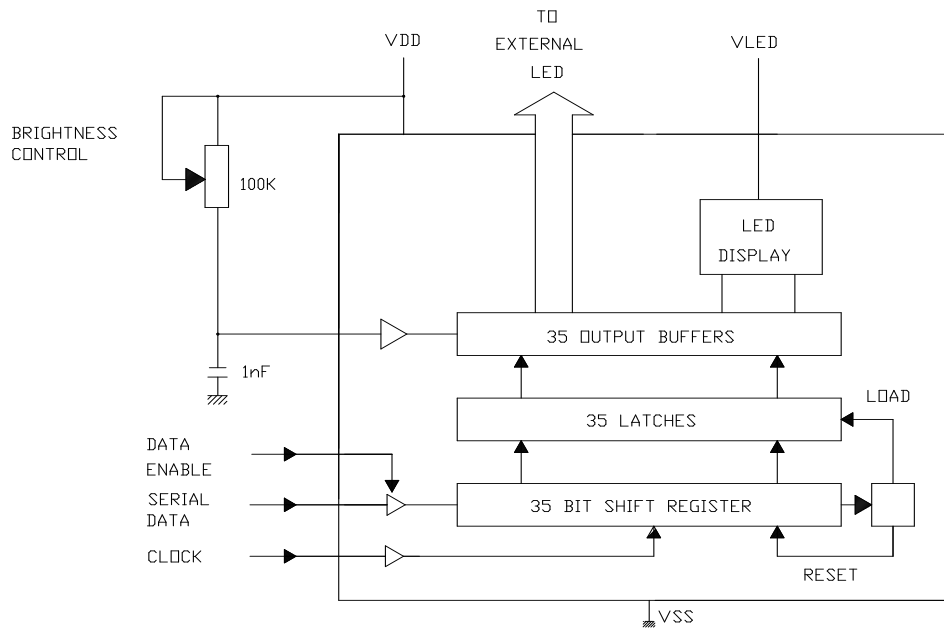 TO
EXTERNAL
LED
VDD
VLED
BRIGHTNESS
CONTROL
100K
LED
DISPLAY
35 OUTPUT BUFFERS
1nF
LOAD
35 LATCHES
DATA
ENABLE
SERIAL
DATA
35 BIT SHIFT REGISTER
CLOCK
RESET
VSS